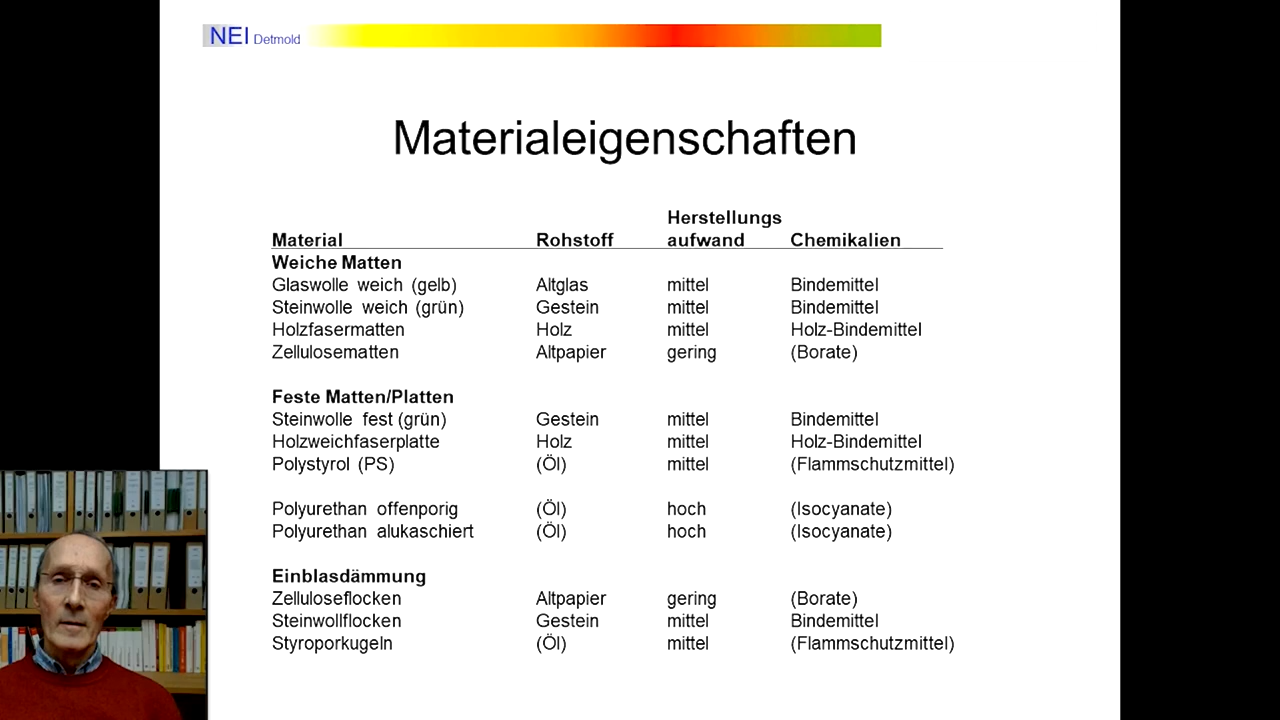 NEI Detmold
Materialeigenschaften
Herstellungs
Material Rohstoff aufwand Chemikalien
Weiche Matten
Glaswolle weich (gelb) Altglas mittel Bindemittel
Steinwolle weich (grün) Gestein mittel Bindemittel
Holzfasermatten Holz mittel Holz-Bindemittel
Zellulosematten Altpapier gering (Borate)
Feste Matten/Platten
Steinwolle fest (grün) Gestein mittel Bindemittel
Holzweichfaserplatte Holz mittel Holz-Bindemittel
Polystyrol (PS) (Öl) mittel (Flammschutzmittel)
Polyurethan offenporig (Öl) hoch (Isocyanate)
Polyurethan alukaschiert (Öl) hoch (Isocyanate)
Einblasdämmung
Zelluloseflocken Altpapier gering (Borate)
Steinwollflocken Gestein mittel Bindemittel
Styroporkugeln (Öl) mittel (Flammschutzmittel)